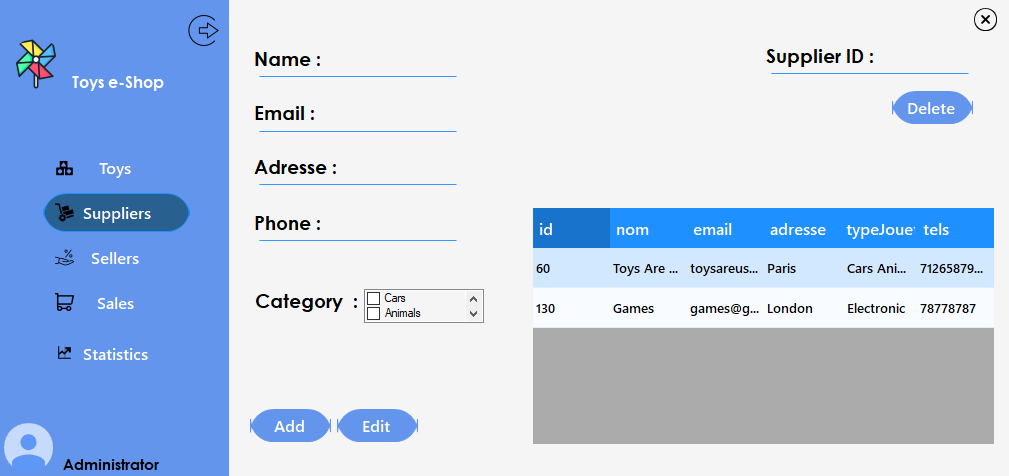 Toys e-Shop
Toys
Suppliers
Sellers
Sales
Statistics
Administrator
Name :
Email :
Adresse :
Phone :
Category :
Cars
Animals
Add Edit
Supplier ID :
Delete
id nom email adresse typeJoue tels
60 Toys Are ... toysareus... Paris Cars Ani... 71265879...
130 Games games@g... London Electronic 78778787